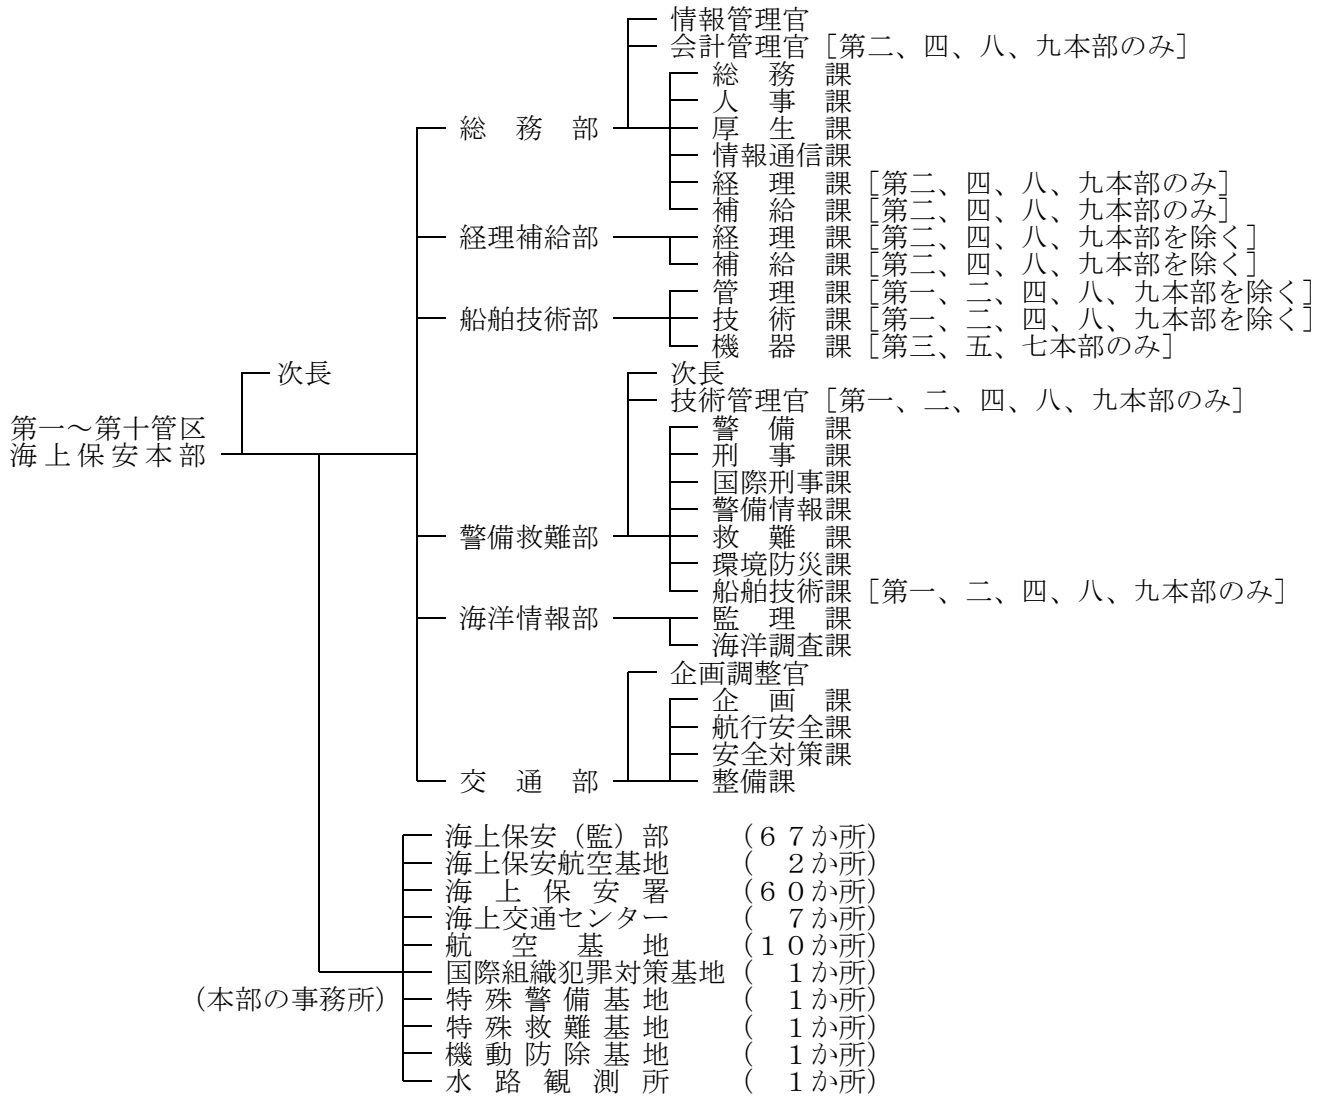 情報管理官
会計管理官［第二、四、八、九本部のみ］
総　務　課
人　事　課
総　務　部
厚　生　課
情報通信課
経　理　課［第二、四、八、九本部のみ］
補　給　課［第二、四、八、九本部のみ］
経理補給部
経　理　課［第二、四、八、九本部を除く］
補　給　課［第二、四、八、九本部を除く］
管　理　課［第一、二、四、八、九本部を除く］
船舶技術部
技　術　課［第一、二、四、八、九本部を除く］
機　器　課［第三、五、七本部のみ］
次長
次長
技術管理官［第一、二、四、八、九本部のみ］
第一～第十管区
海上保安本部
警　備　課
刑　事　課
国際刑事課
警備情報課
警備救難部
救　難　課
環境防災課
船舶技術課［第一、二、四、八、九本部のみ］
海洋情報部
監　理　課
海洋調査課
企画調整官
企　画　課
航行安全課
安全対策課
交　通　部
整備課
海上保安（監）部　（６７か所）
海上保安航空基地　（　２か所）
海上保安署　（６０か所）
海上交通センター　（　７か所）
航空基地　（１０か所）
国際組織犯罪対策基地（　１か所）
（本部の事務所）
特殊警備基地　（　１か所）
特殊救難基地　（　１か所）
機動防除基地　（　１か所）
水路観測所　（　１か所）